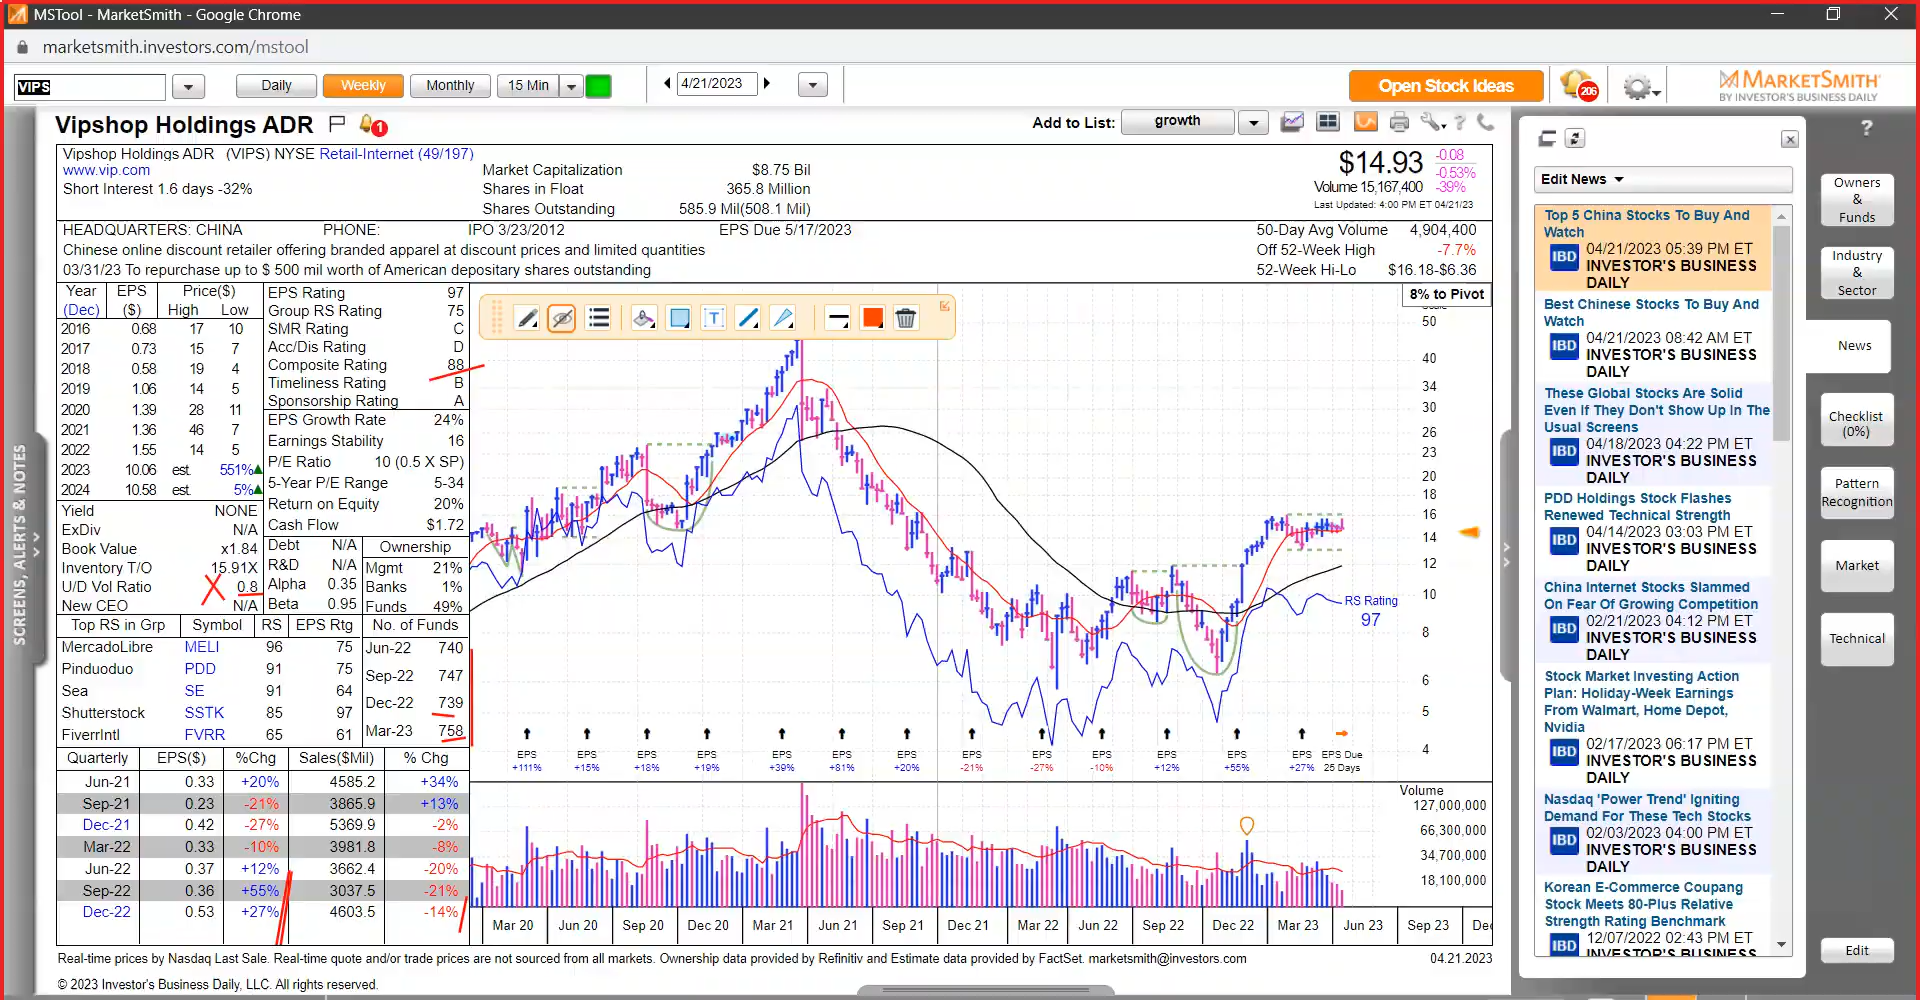 MSTool - MarketSmith - Google Chrome
marketsmith.investors.com/mstool
VIPS
Daily
Weekly
Monthly
15 Min
4/21/2023
Open Stock Ideas
206
MARKETSMITH
BY INVESTOR'S BUSINESS DAILY
Vipshop Holdings ADR
1
Add to List:
growth
?
Vipshop Holdings ADR (VIPS) NYSE Retail-Internet (49/197)
www.vip.com
Short Interest 1.6 days -32%
Market Capitalization $8.75 Bil
Shares in Float 365.8 Million
Shares Outstanding 585.9 Mil(508.1 Mil)
$14.93
-0.08
-0.53%
Volume 15,167,400 -39%
Last Updated: 4:00 PM ET 04/21/23
HEADQUARTERS: CHINA PHONE: IPO 3/23/2012 EPS Due 5/17/2023
Chinese online discount retailer offering branded apparel at discount prices and limited quantities
03/31/23 To repurchase up to $ 500 mil worth of American depositary shares outstanding
50-Day Avg Volume 4,904,400
Off 52-Week High -7.7%
52-Week Hi-Lo $16.18-$6.36
Year EPS Price($)
(Dec) ($) High Low
2016 0.68 17 10
2017 0.73 15 7
2018 0.58 19 4
2019 1.06 14 5
2020 1.39 28 11
2021 1.36 46 7
2022 1.55 14 5
2023 10.06 est. 551%
2024 10.58 est. 5%
Yield NONE
ExDiv N/A
Book Value x1.84
Inventory T/O 15.91X
U/D Vol Ratio 0.8
New CEO N/A
EPS Rating 97
Group RS Rating 75
SMR Rating C
Acc/Dis Rating D
Composite Rating 88
Timeliness Rating B
Sponsorship Rating A
EPS Growth Rate 24%
Earnings Stability 16
P/E Ratio 10 (0.5 X SP)
5-Year P/E Range 5-34
Return on Equity 20%
Cash Flow $1.72
Debt N/A
R&D N/A
Alpha 0.35
Beta 0.95
Ownership
Mgmt 21%
Banks 1%
Funds 49%
Top RS in Grp Symbol RS EPS Rtg
MercadoLibre MELI 96 75
Pinduoduo PDD 91 75
Sea SE 91 64
Shutterstock SSTK 85 97
FiverrIntl FVRR 65 61
No. of Funds
Jun-22 740
Sep-22 747
Dec-22 739
Mar-23 758
Quarterly EPS($) %Chg Sales($Mil) % Chg
Jun-21 0.33 +20% 4585.2 +34%
Sep-21 0.23 -21% 3865.9 +13%
Dec-21 0.42 -27% 5369.9 -2%
Mar-22 0.33 -10% 3981.8 -8%
Jun-22 0.37 +12% 3662.4 -20%
Sep-22 0.36 +55% 3037.5 -21%
Dec-22 0.53 +27% 4603.5 -14%
T
8% to Pivot
50
40
34
30
26
23
20
18
16
14
12
10
8
6
5
4
RS Rating
97
EPS EPS EPS EPS EPS EPS EPS EPS EPS EPS EPS EPS EPS EPS Due
+111% +15% +18% +19% +39% +81% +20% -21% -27% -10% +12% +55% +27% 25 Days
Volume
127,000,000
66,300,000
34,700,000
18,100,000
Mar 20 Jun 20 Sep 20 Dec 20 Mar 21 Jun 21 Sep 21 Dec 21 Mar 22 Jun 22 Sep 22 Dec 22 Mar 23 Jun 23 Sep 23 Dec
Real-time prices by Nasdaq Last Sale. Real-time quote and/or trade prices are not sourced from all markets. Ownership data provided by Refinitiv and Estimate data provided by FactSet. marketsmith@investors.com
04.21.2023
© 2023 Investor's Business Daily, LLC. All rights reserved.
SCREENS, ALERTS & NOTES
Edit News
Top 5 China Stocks To Buy And
Watch
IBD
04/21/2023 05:39 PM ET
INVESTOR'S BUSINESS
DAILY
Best Chinese Stocks To Buy And
Watch
IBD
04/21/2023 08:42 AM ET
INVESTOR'S BUSINESS
DAILY
These Global Stocks Are Solid
Even If They Don't Show Up In The
Usual Screens
IBD
04/18/2023 04:22 PM ET
INVESTOR'S BUSINESS
DAILY
PDD Holdings Stock Flashes
Renewed Technical Strength
IBD
04/14/2023 03:03 PM ET
INVESTOR'S BUSINESS
DAILY
China Internet Stocks Slammed
On Fear Of Growing Competition
IBD
02/21/2023 04:12 PM ET
INVESTOR'S BUSINESS
DAILY
Stock Market Investing Action
Plan: Holiday-Week Earnings
From Walmart, Home Depot,
Nvidia
IBD
02/17/2023 06:17 PM ET
INVESTOR'S BUSINESS
DAILY
Nasdaq 'Power Trend' Igniting
Demand For These Tech Stocks
IBD
02/03/2023 04:00 PM ET
INVESTOR'S BUSINESS
DAILY
Korean E-Commerce Coupang
Stock Meets 80-Plus Relative
Strength Rating Benchmark
IBD
12/07/2022 02:43 PM ET
INVESTOR'S BUSINESS
?
Owners
&
Funds
Industry
&
Sector
News
Checklist
(0%)
Pattern
Recognition
Market
Technical
Edit